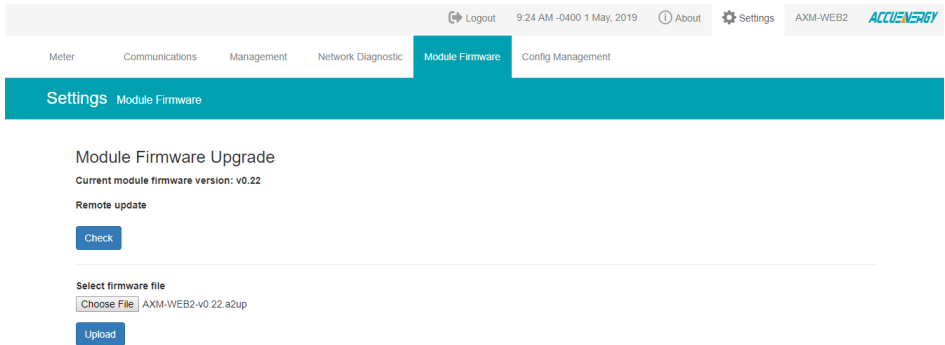 Logout 9:24 AM -0400 1 May, 2019 About Settings AXM-WEB2 ACCUENERGY
Meter Communications Management Network Diagnostic Module Firmware Config Management
Settings Module Firmware
Module Firmware Upgrade
Current module firmware version: v0.22
Remote update
Check
Select firmware file
Choose File AXM-WEB2-v0.22.a2up
Upload